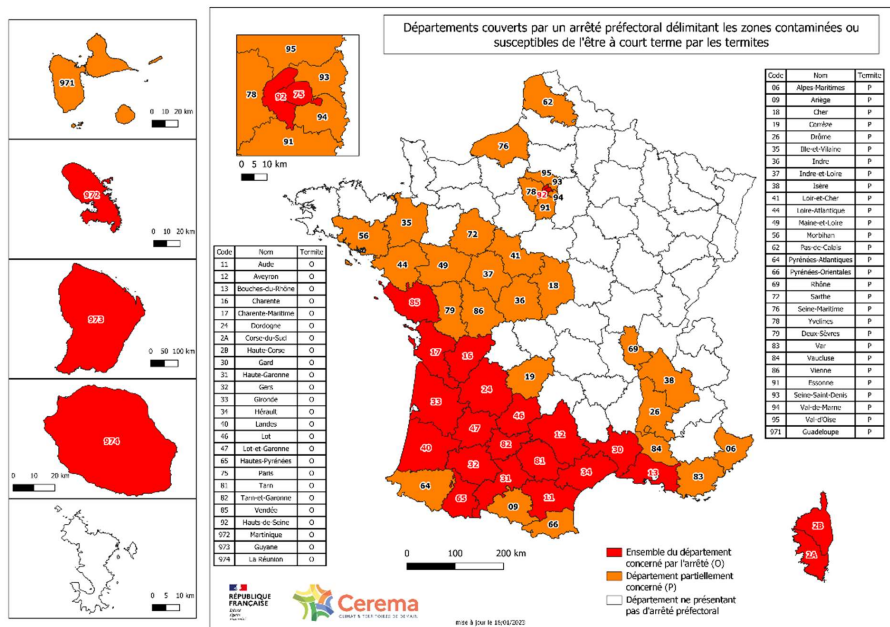 Départements couverts par un arrêté préfectoral délimitant les zones contaminées ou
susceptibles de l'être à court terme par les termites
971
0 10 20 km
972
0 10 20 km
973
0 50 100 km
974
0 10 20 km
0 5 10 km
95
93
78
92
75
94
91
0 5 10 km
62
76
95
93
78
92
94
91
35
56
72
41
44
49
37
18
36
85
79
86
17
16
69
19
38
24
33
46
26
12
47
82
30
84
06
40
81
32
34
13
83
31
64
65
11
09
66
2B
2A
Code Nom Termite
11 Aude O
12 Aveyron O
13 Bouches-du-Rhône O
16 Charente O
17 Charente-Maritime O
24 Dordogne O
2A Corse-du-Sud O
2B Haute-Corse O
30 Gard O
31 Haute-Garonne O
32 Gers O
33 Gironde O
34 Hérault O
40 Landes O
46 Lot O
47 Lot-et-Garonne O
65 Hautes-Pyrénées O
75 Paris O
81 Tarn O
82 Tarn-et-Garonne O
85 Vendée O
92 Hauts-de-Seine O
972 Martinique O
973 Guyane O
974 La Réunion O
Code Nom Termite
06 Alpes-Maritimes P
09 Ariège P
18 Cher P
19 Corrèze P
26 Drôme P
35 Ille-et-Vilaine P
36 Indre P
37 Indre-et-Loire P
38 Isère P
41 Loir-et-Cher P
44 Loire-Atlantique P
49 Maine-et-Loire P
56 Morbihan P
62 Pas-de-Calais P
64 Pyrénées-Atlantiques P
66 Pyrénées-Orientales P
69 Rhône P
72 Sarthe P
76 Seine-Maritime P
78 Yvelines P
79 Deux-Sèvres P
83 Var P
84 Vaucluse P
86 Vienne P
91 Essonne P
93 Seine-Saint-Denis P
94 Val-de-Marne P
95 Val-d'Oise P
971 Guadeloupe P
0 100 200 km
Ensemble du département
concerné par l'arrêté (O)
Département partiellement
concerné (P)
Département ne présentant
pas d'arrêté préfectoral
RÉPUBLIQUE
FRANÇAISE
Cerema